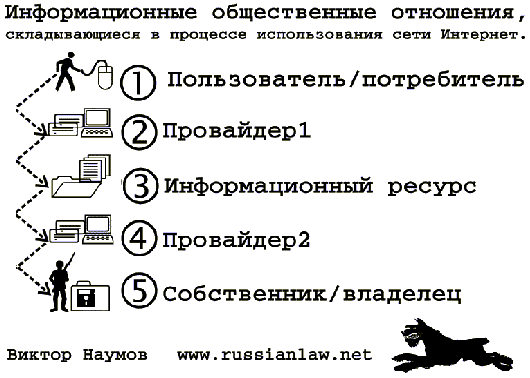 Информационные общественные отношения,
складывающиеся в процессе использования сети Интернет.
1 Пользователь/потребитель
2 Провайдер1
3 Информационный ресурс
4 Провайдер2
5 Собственник/владелец
Виктор Наумов www.russianlaw.net